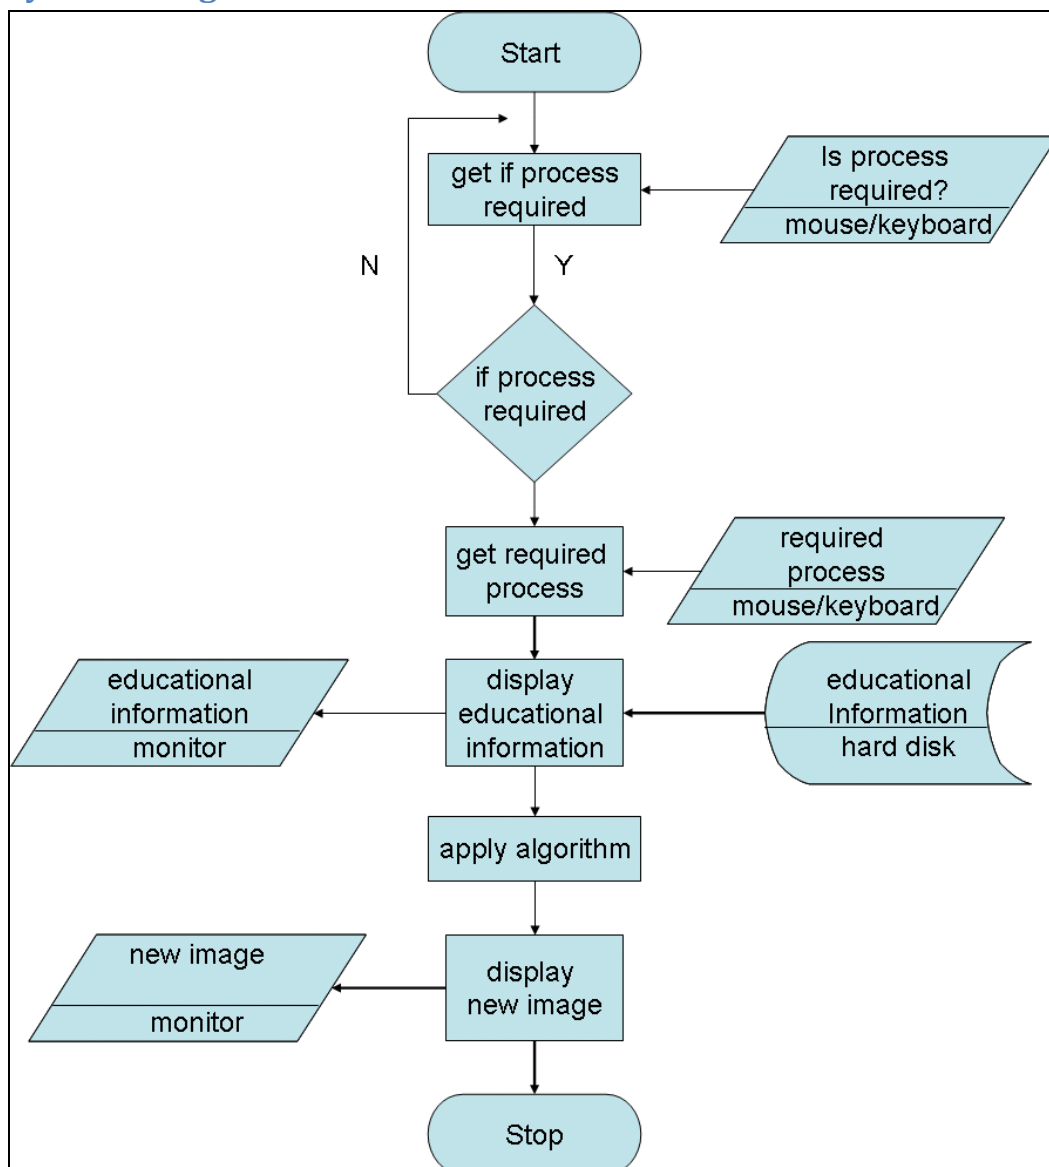 Start
get if process
required
Is process
required?
mouse/keyboard
N
Y
if process
required
get required
process
required
process
mouse/keyboard
educational
information
monitor
display
educational
information
educational
Information
hard disk
apply algorithm
new image
monitor
display
new image
Stop